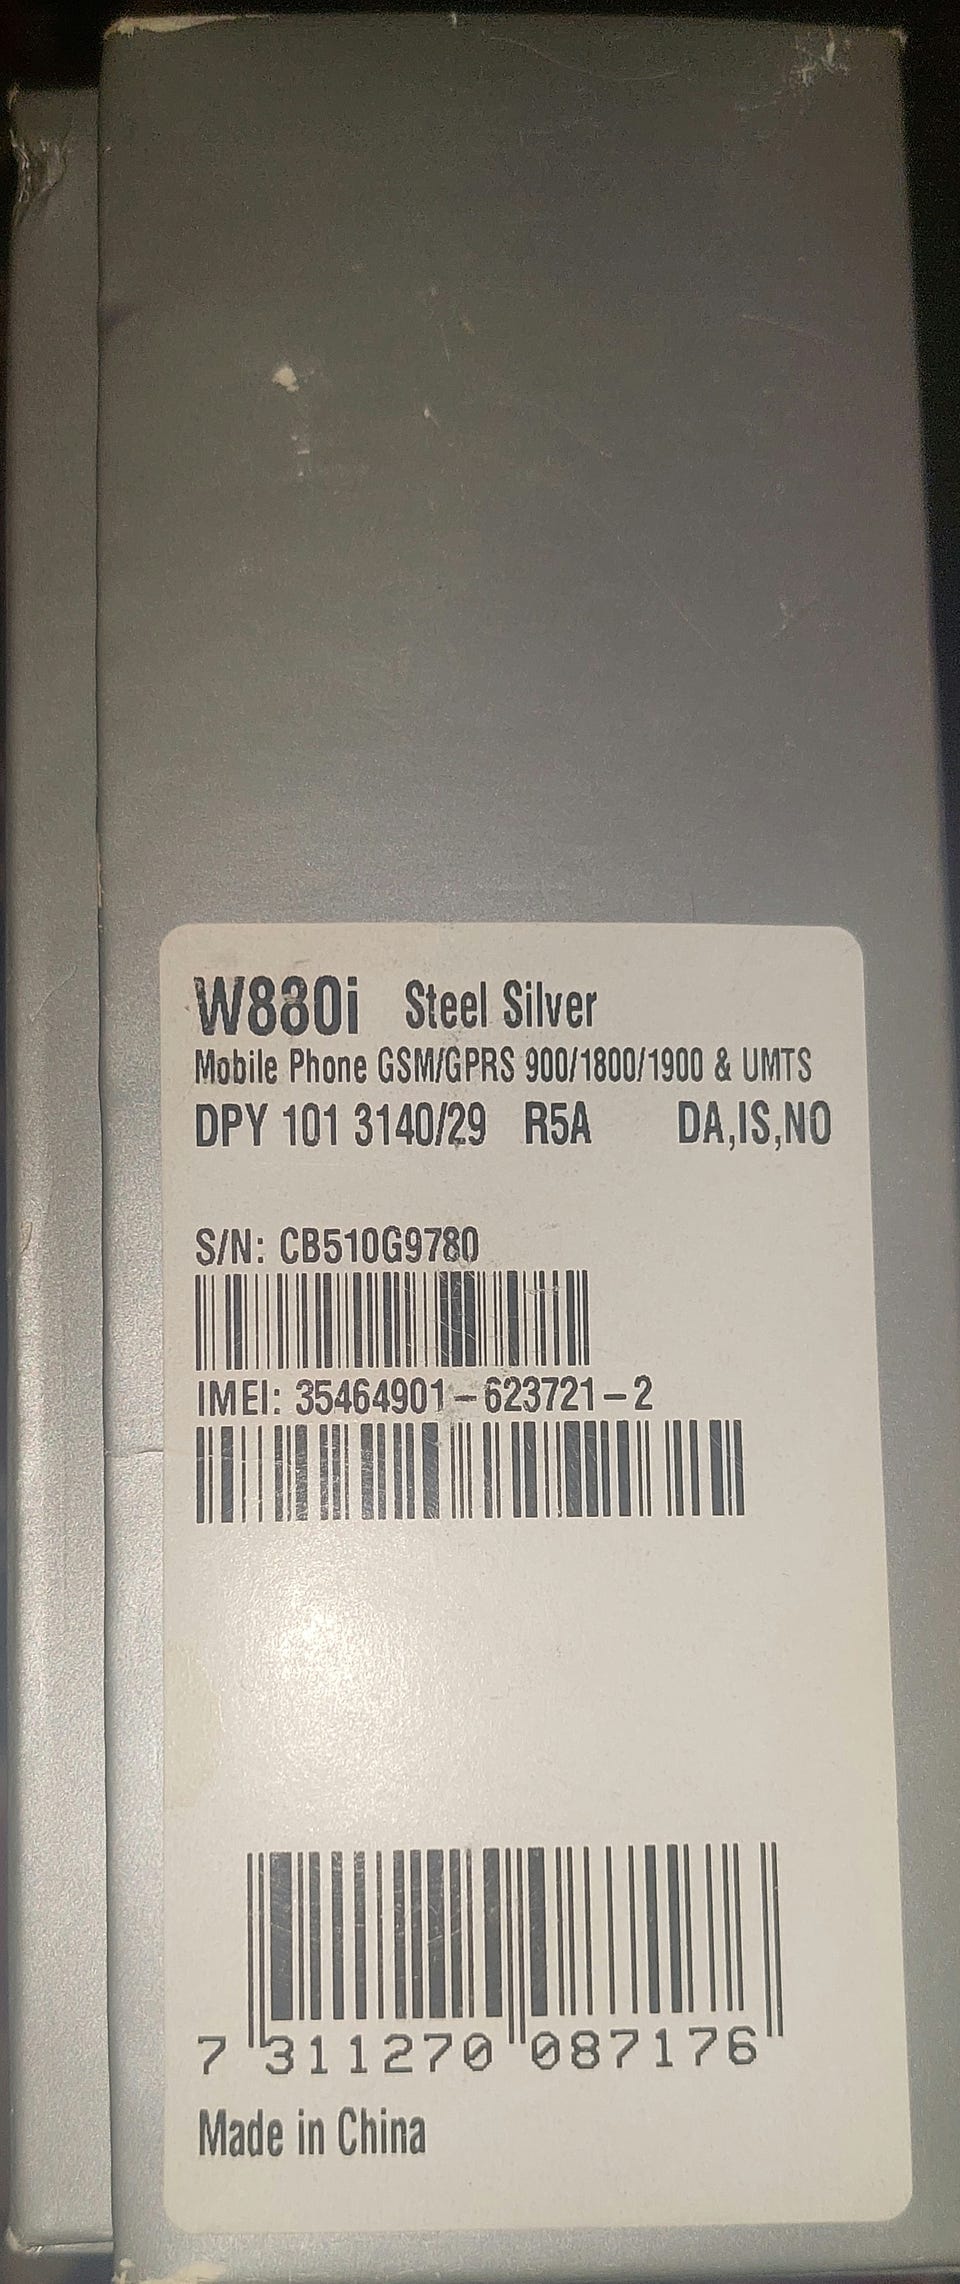 W880i Steel Silver
Mobile Phone GSM/GPRS 900/1800/1900 & UMTS
DPY 101 3140/29 R5A DA,IS,NO
S/N: CB510G9780
IMEI: 35464901-623721-2
7 311270 087176
Made in China